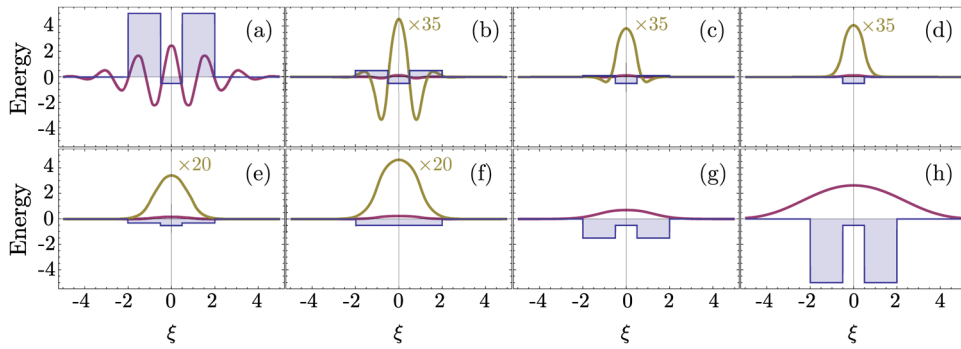 Energy
4
2
0
-2
-4
(a)
(b)
×35
(c)
×35
(d)
×35
Energy
4
2
0
-2
-4
(e)
×20
(f)
×20
(g)
(h)
-4 -2 0 2 4
-4 -2 0 2 4
-4 -2 0 2 4
-4 -2 0 2 4
ξ ξ ξ ξ